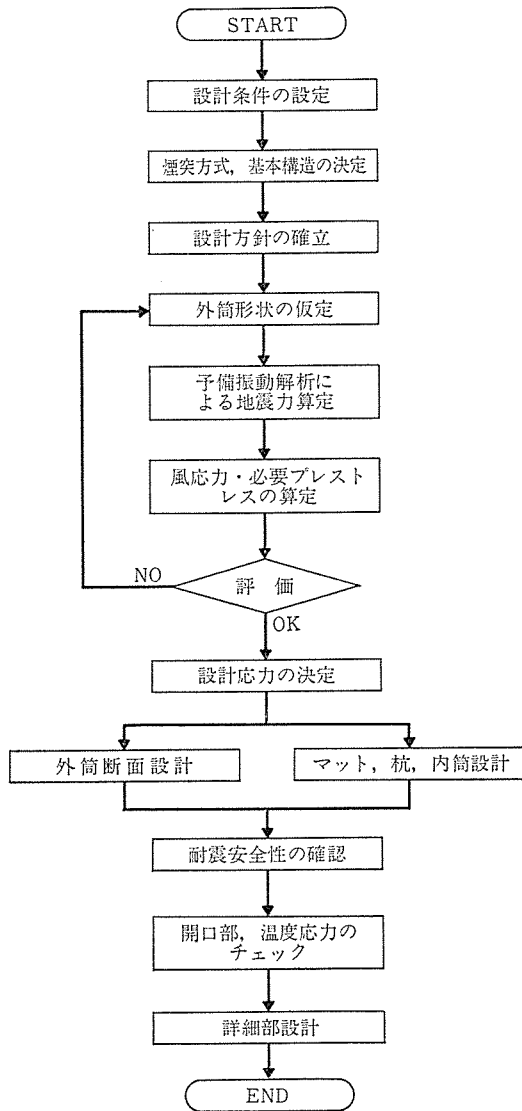 START
設計条件の設定
煙突方式，基本構造の決定
設計方針の確立
外筒形状の仮定
予備振動解析に
よる地震力算定
風応力・必要プレスト
レスの算定
NO
評 価
OK
設計応力の決定
外筒断面設計
マット，杭，内筒設計
耐震安全性の確認
開口部，温度応力の
チェック
詳細部設計
END